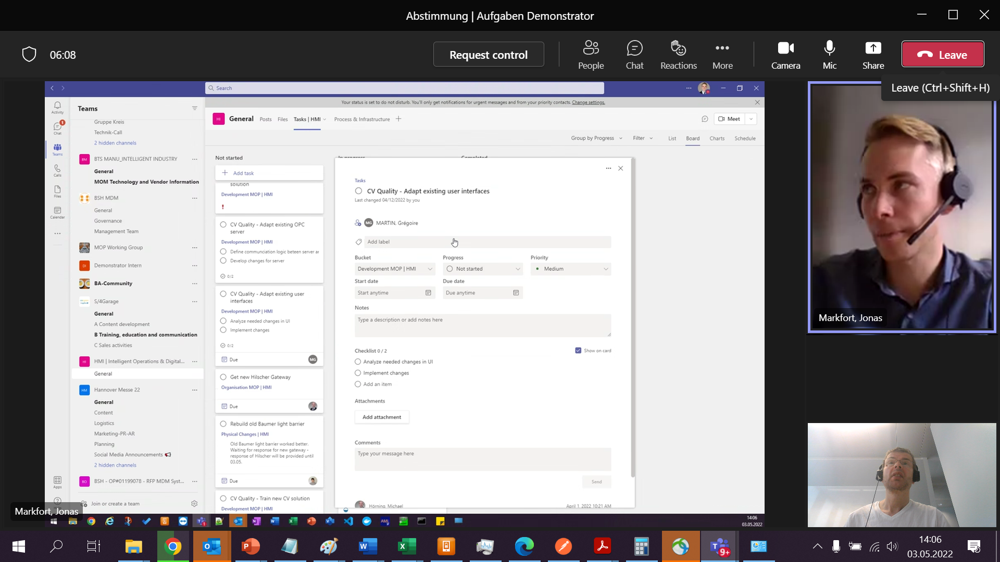 Abstimmung | Aufgaben Demonstrator
06:08
Request control
People
Chat
Reactions
More
Camera
Mic
Share
Leave
Leave (Ctrl+Shift+H)
Search
Your status is set to do not disturb. You'll only get notifications for urgent messages and from your priority contacts. Change settings.
Activity
Chat
1
Teams
Calls
Files
Calendar
Apps
Teams
Gruppe Kreis
Technik-Call
2 hidden channels
BM BTS MANU_INTELLIGENT INDUSTRY
General
MOM Technology and Vendor Information
BSH MDM
General
Governance
Management Team
MOP Working Group
DI Demonstrator Intern
BA-Community
S/4Garage
General
A Content development
B Training, education and communication
C Sales activities
HI HMI | Intelligent Operations & Digital...
General
HM Hannover Messe 22
General
Content
Logistics
Marketing-PR-AR
Planning
Social Media Announcements
2 hidden channels
BO BSH - OP#01199078 - RFP MDM Syst...
Join or create a team
HI General
Posts
Files
Tasks | HMI
Process & Infrastructure
Meet
Group by Progress
Filter
List
Board
Charts
Schedule
Not started
In progress
Completed
Add task
solution
Development MOP | HMI
CV Quality - Adapt existing OPC
server
Development MOP | HMI
Define communciation logic beteen server ar
Develop changes for server
0/2
CV Quality - Adapt existing user
interfaces
Development MOP | HMI
Analyze needed changes in UI
Implement changes
0/2
Due
MG
Get new Hilscher Gateway
Organisation MOP | HMI
Due
Rebuild old Baumer light barrier
Physical Changes | HMI
Old Baumer light barrier worked better.
Waiting for response for new gateway -
response of Hilscher will be provided until
03.05.
Due
CV Quality - Train new CV solution
Development MOP | HMI
Tasks
CV Quality - Adapt existing user interfaces
Last changed 04/12/2022 by you
MG MARTIN, Grégoire
Add label
Bucket
Progress
Priority
Development MOP | HMI
Not started
Medium
Start date
Due date
Start anytime
Due anytime
Notes
Type a description or add notes here
Checklist 0 / 2
Show on card
Analyze needed changes in UI
Implement changes
Add an item
Attachments
Add attachment
Comments
Type your message here
Send
Hörning, Michael
April 1, 2022 10:21 AM
Markfort, Jonas
Markfort, Jonas
14:06
03.05.2022
9+
14:06
03.05.2022